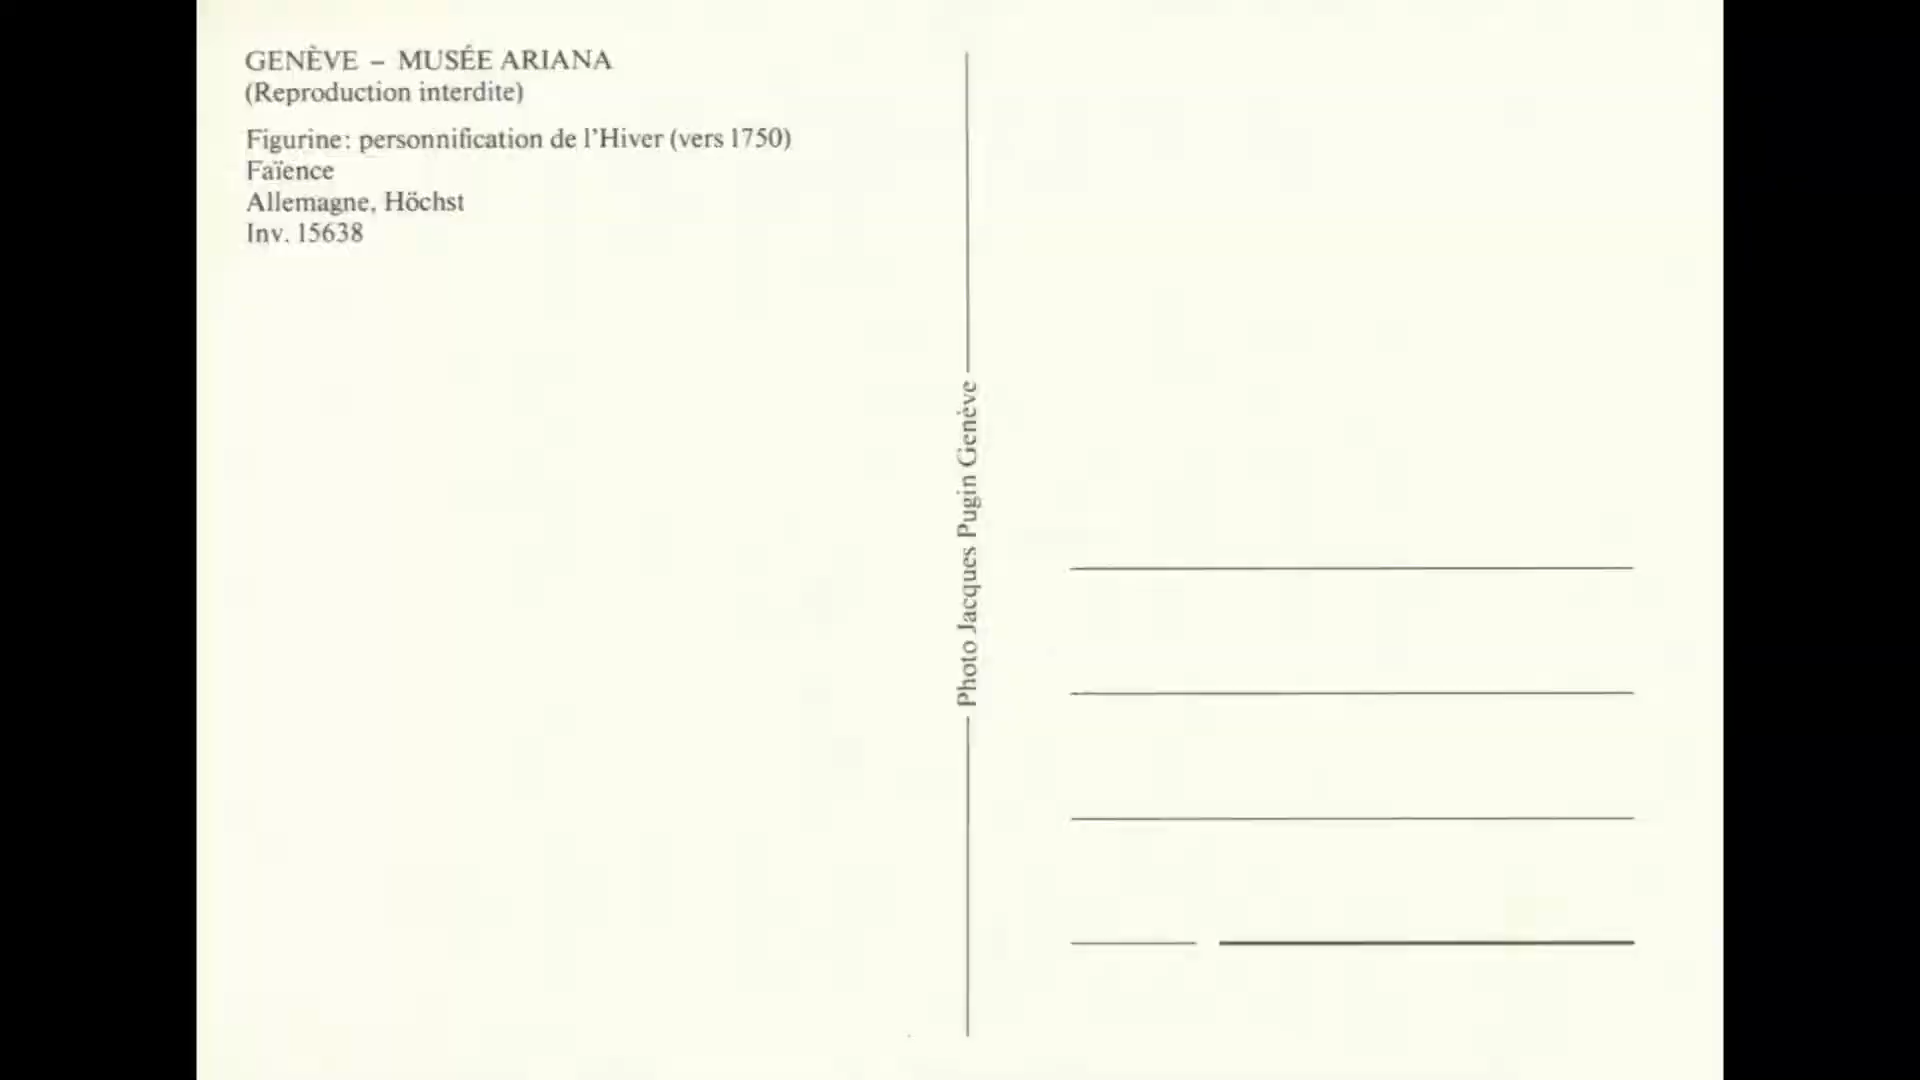 GENÈVE – MUSÉE ARIANA
(Reproduction interdite)
Figurine: personnification de l’Hiver (vers 1750)
Faïence
Allemagne, Höchst
Inv. 15638
Photo Jacques Pugin Genève